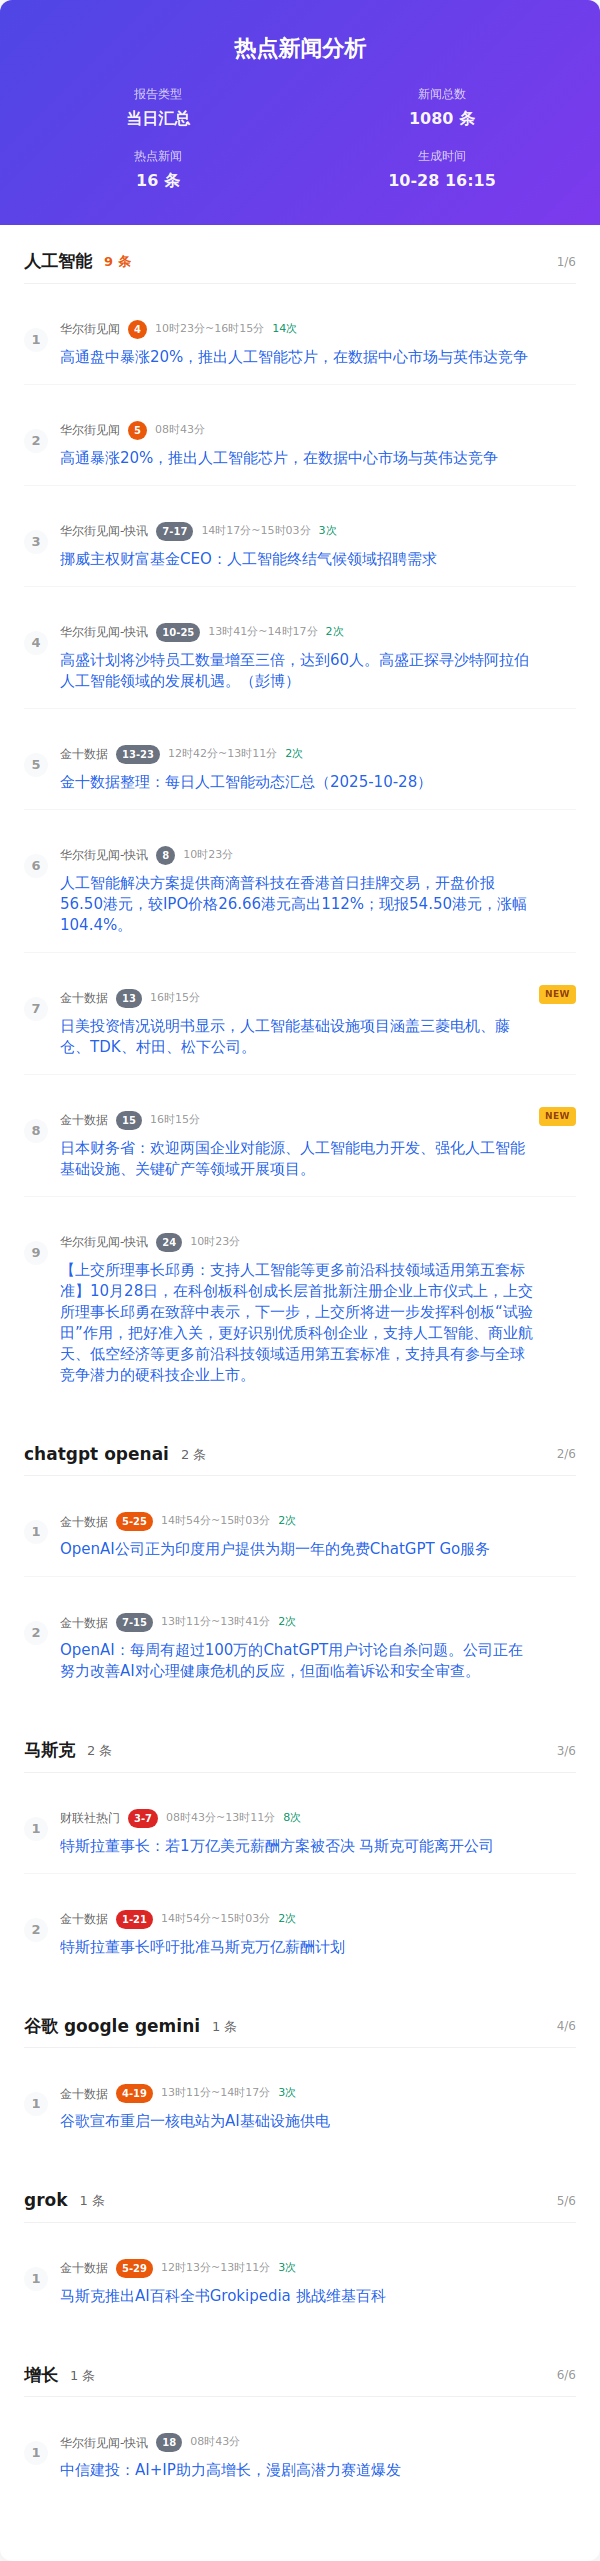 热点新闻分析
报告类型
当日汇总
新闻总数
1080 条
热点新闻
16 条
生成时间
10-28 16:15
人工智能 9 条 1/6
1
华尔街见闻 4 10时23分~16时15分 14次
高通盘中暴涨20%，推出人工智能芯片，在数据中心市场与英伟达竞争
2
华尔街见闻 5 08时43分
高通暴涨20%，推出人工智能芯片，在数据中心市场与英伟达竞争
3
华尔街见闻-快讯 7-17 14时17分~15时03分 3次
挪威主权财富基金CEO：人工智能终结气候领域招聘需求
4
华尔街见闻-快讯 10-25 13时41分~14时17分 2次
高盛计划将沙特员工数量增至三倍，达到60人。高盛正探寻沙特阿拉伯
人工智能领域的发展机遇。（彭博）
5
金十数据 13-23 12时42分~13时11分 2次
金十数据整理：每日人工智能动态汇总（2025-10-28）
6
华尔街见闻-快讯 8 10时23分
人工智能解决方案提供商滴普科技在香港首日挂牌交易，开盘价报
56.50港元，较IPO价格26.66港元高出112%；现报54.50港元，涨幅
104.4%。
7
金十数据 13 16时15分 NEW
日美投资情况说明书显示，人工智能基础设施项目涵盖三菱电机、藤
仓、TDK、村田、松下公司。
8
金十数据 15 16时15分 NEW
日本财务省：欢迎两国企业对能源、人工智能电力开发、强化人工智能
基础设施、关键矿产等领域开展项目。
9
华尔街见闻-快讯 24 10时23分
【上交所理事长邱勇：支持人工智能等更多前沿科技领域适用第五套标
准】10月28日，在科创板科创成长层首批新注册企业上市仪式上，上交
所理事长邱勇在致辞中表示，下一步，上交所将进一步发挥科创板“试验
田”作用，把好准入关，更好识别优质科创企业，支持人工智能、商业航
天、低空经济等更多前沿科技领域适用第五套标准，支持具有参与全球
竞争潜力的硬科技企业上市。
chatgpt openai 2 条 2/6
1
金十数据 5-25 14时54分~15时03分 2次
OpenAI公司正为印度用户提供为期一年的免费ChatGPT Go服务
2
金十数据 7-15 13时11分~13时41分 2次
OpenAI：每周有超过100万的ChatGPT用户讨论自杀问题。公司正在
努力改善AI对心理健康危机的反应，但面临着诉讼和安全审查。
马斯克 2 条 3/6
1
财联社热门 3-7 08时43分~13时11分 8次
特斯拉董事长：若1万亿美元薪酬方案被否决 马斯克可能离开公司
2
金十数据 1-21 14时54分~15时03分 2次
特斯拉董事长呼吁批准马斯克万亿薪酬计划
谷歌 google gemini 1 条 4/6
1
金十数据 4-19 13时11分~14时17分 3次
谷歌宣布重启一核电站为AI基础设施供电
grok 1 条 5/6
1
金十数据 5-29 12时13分~13时11分 3次
马斯克推出AI百科全书Grokipedia 挑战维基百科
增长 1 条 6/6
1
华尔街见闻-快讯 18 08时43分
中信建投：AI+IP助力高增长，漫剧高潜力赛道爆发